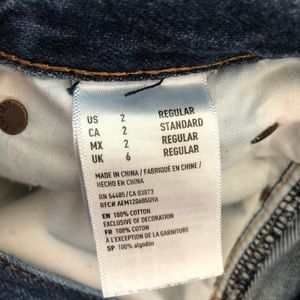 US 2 REGULAR
CA 2 STANDARD
MX 2 REGULAR
UK 6 REGULAR
MADE IN CHINA / FABRIQUÉ EN CHINE /
HECHO EN CHINA
RN 54485 / CA 03873
RFC# AEM120685U9A
EN 100% COTTON
EXCLUSIVE OF DECORATION
FR 100% COTON
À L'EXCEPTION DE LA GARNITURE
SP 100% algodón